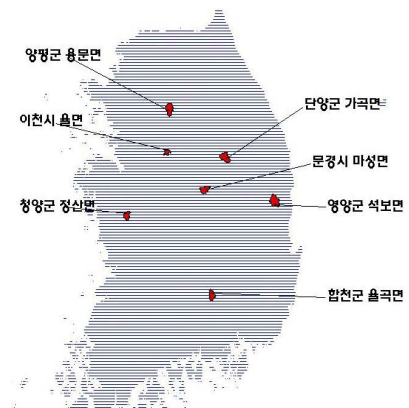 양평군 용문면
단양군 가곡면
이천시 율면
문경시 마성면
청양군 정산면
영양군 석보면
합천군 율곡면